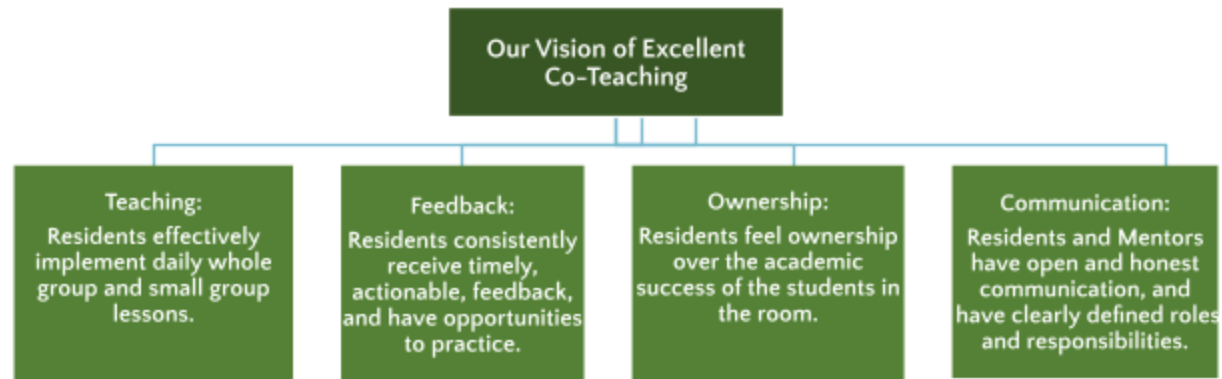 Our Vision of Excellent
Co-Teaching
Teaching:
Residents effectively
implement daily whole
group and small group
lessons.
Feedback:
Residents consistently
receive timely,
actionable, feedback,
and have opportunities
to practice.
Ownership:
Residents feel ownership
over the academic
success of the students in
the room.
Communication:
Residents and Mentors
have open and honest
communication, and
have clearly defined roles
and responsibilities.